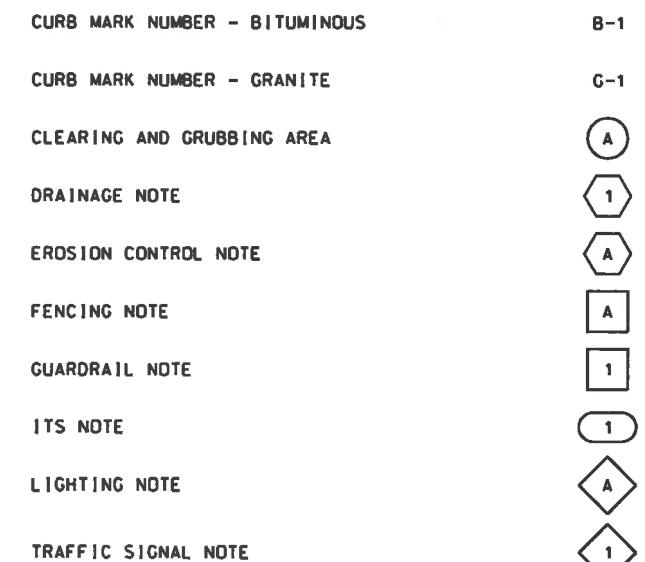 CURB MARK NUMBER - BITUMINOUS B-1
CURB MARK NUMBER - GRANITE G-1
CLEARING AND GRUBBING AREA A
DRAINAGE NOTE 1
EROSION CONTROL NOTE A
FENCING NOTE A
GUARDRAIL NOTE 1
ITS NOTE 1
LIGHTING NOTE A
TRAFFIC SIGNAL NOTE 1